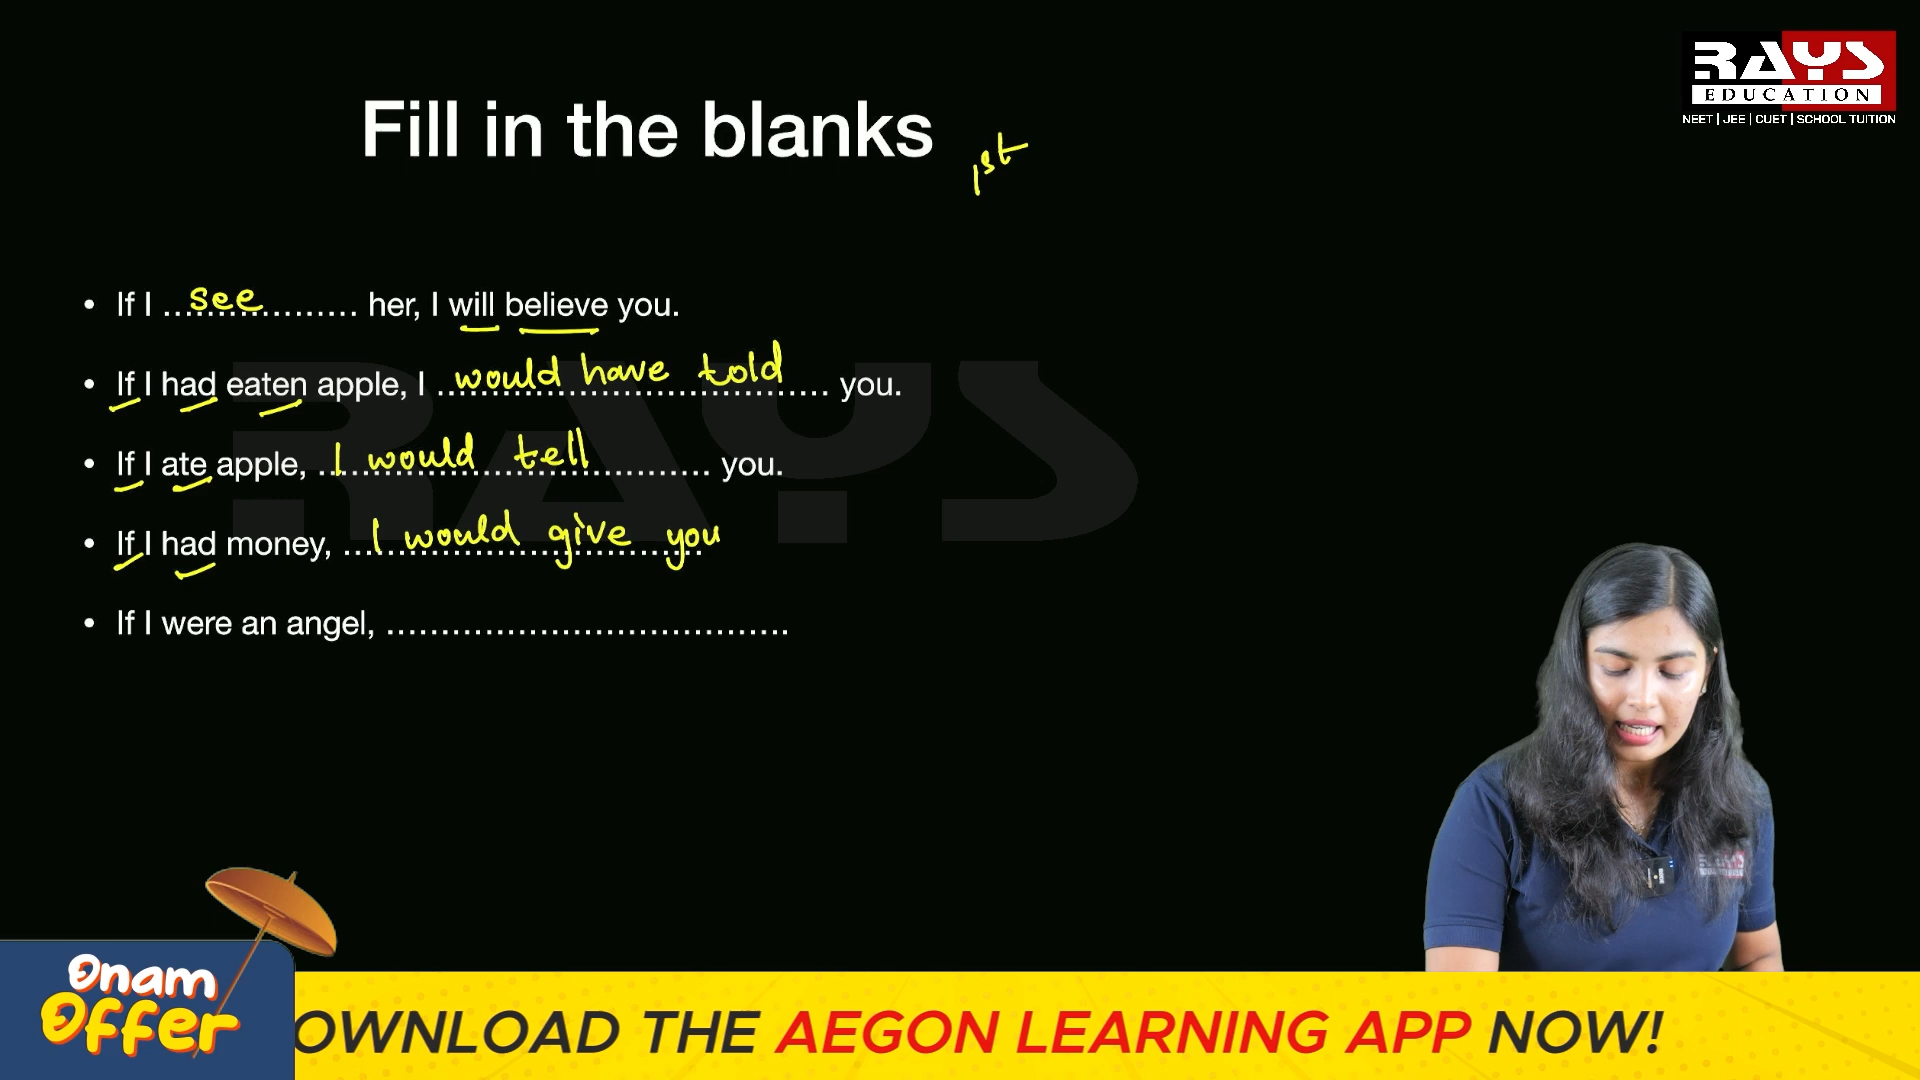 RAYS
EDUCATION
NEET | JEE | CUET | SCHOOL TUITION
Fill in the blanks
1st
• If I ...see............... her, I will believe you.
• If I had eaten apple, I ..would have told.... you.
• If I ate apple, ..I would tell............ you.
• If I had money, ...I would give you
• If I were an angel, ........................................
RAYS
Onam
Offer
OWNLOAD THE AEGON LEARNING APP NOW!